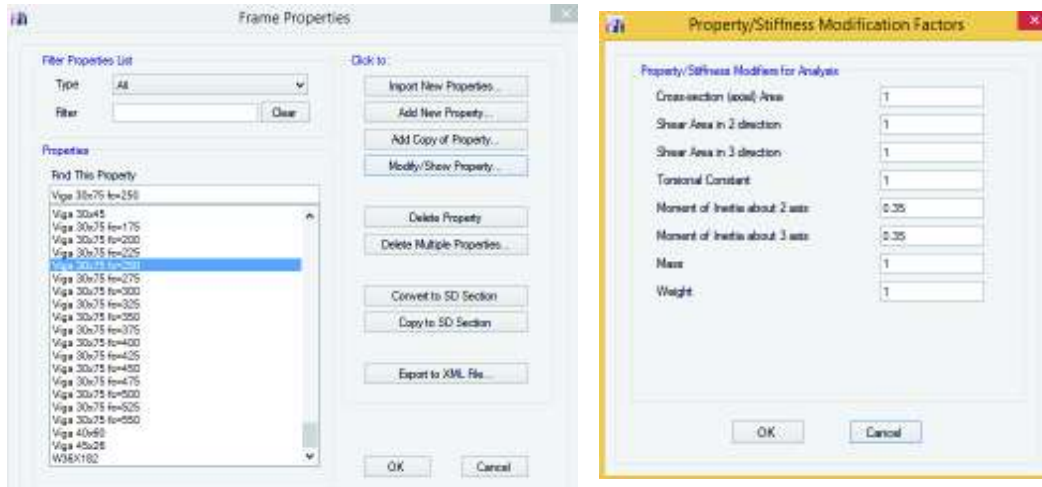 Frame Properties
Filter Properties List
Type All
Filter Clear
Properties
Find This Property
Viga 30x75 fc=250
Viga 30x45
Viga 30x75 fc=175
Viga 30x75 fc=200
Viga 30x75 fc=225
Viga 30x75 fc=250
Viga 30x75 fc=275
Viga 30x75 fc=300
Viga 30x75 fc=325
Viga 30x75 fc=350
Viga 30x75 fc=375
Viga 30x75 fc=400
Viga 30x75 fc=425
Viga 30x75 fc=450
Viga 30x75 fc=475
Viga 30x75 fc=500
Viga 30x75 fc=525
Viga 30x75 fc=550
Viga 40x60
Viga 45x26
W36X182
Click to:
Import New Properties...
Add New Property...
Add Copy of Property...
Modify/Show Property...
Delete Property
Delete Multiple Properties...
Convert to SD Section
Copy to SD Section
Export to XML File...
OK Cancel
Property/Stiffness Modification Factors
Property/Stiffness Modifiers for Analysis
Cross-section (axial) Area 1
Shear Area in 2 direction 1
Shear Area in 3 direction 1
Torsional Constant 1
Moment of Inertia about 2 axis 0.35
Moment of Inertia about 3 axis 0.35
Mass 1
Weight 1
OK Cancel